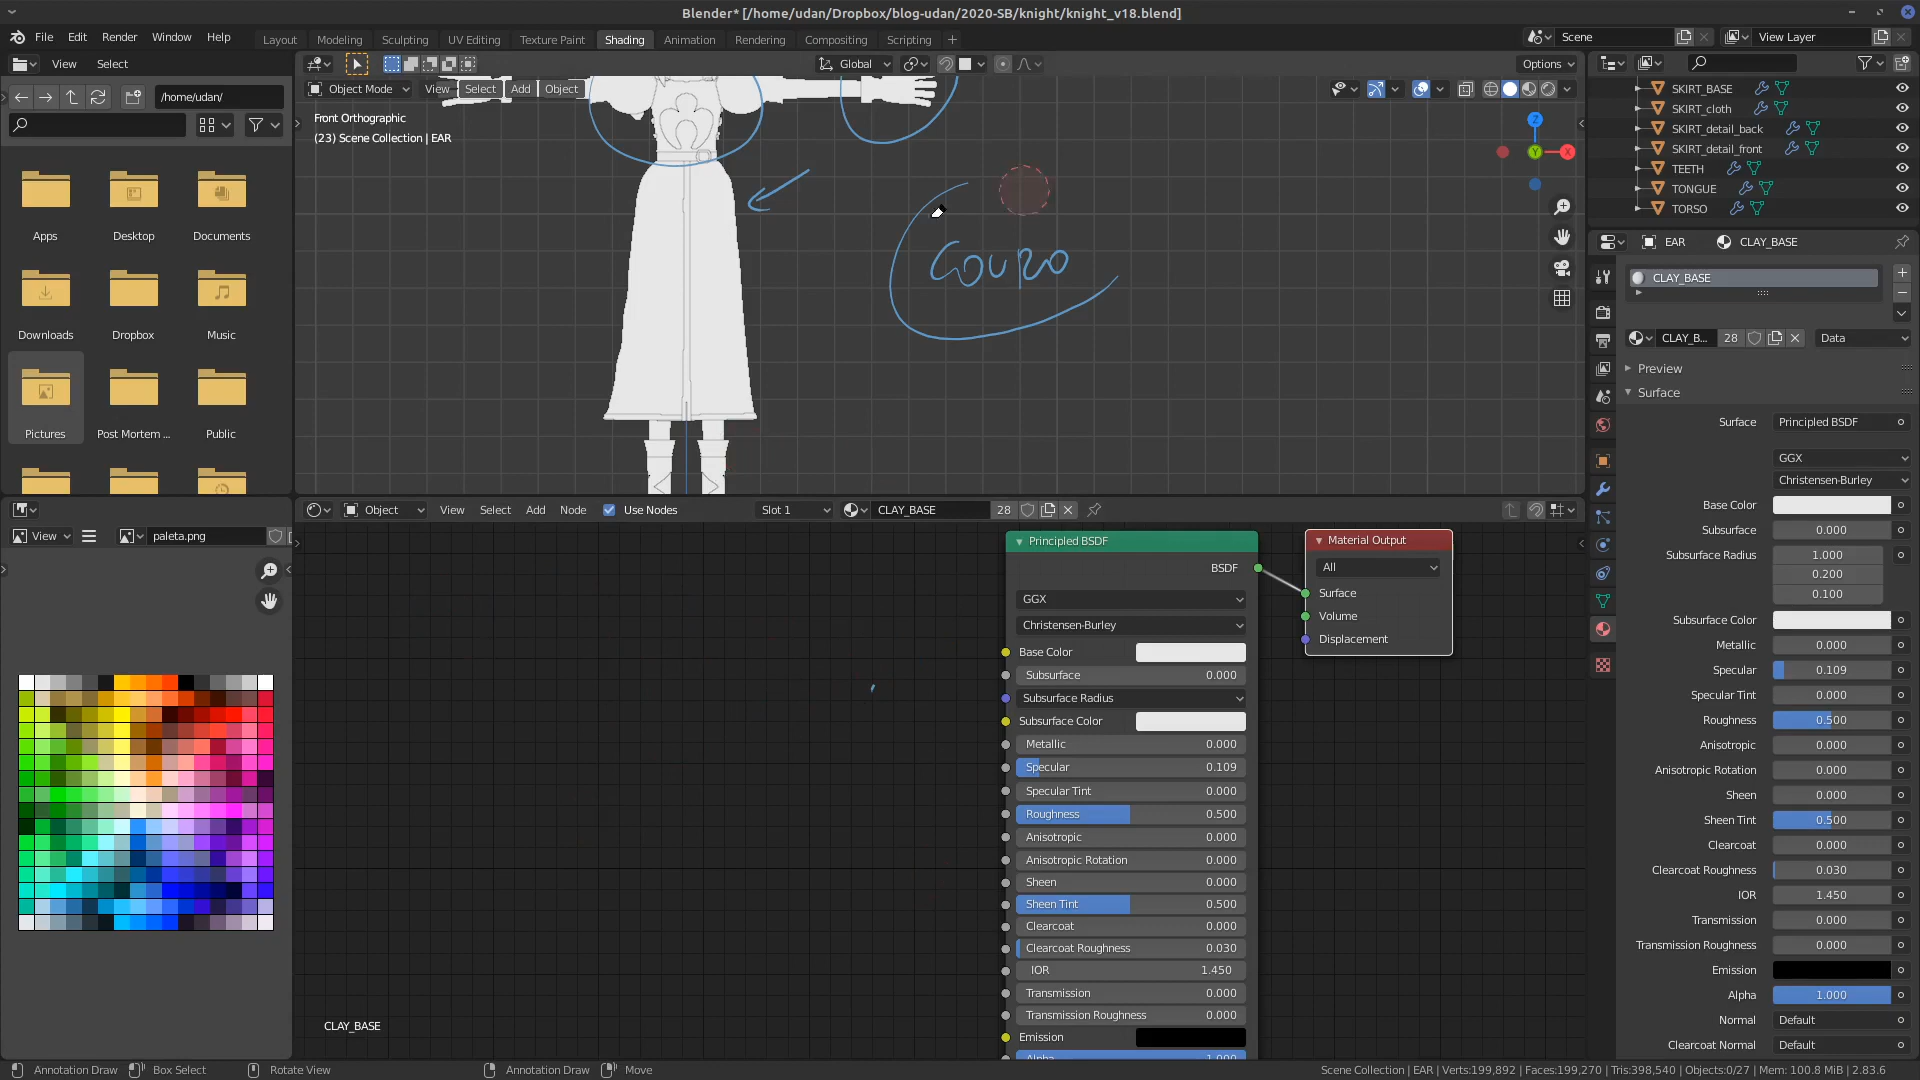 Blender* [/home/udan/Dropbox/blog-udan/2020-SB/knight/knight_v18.blend]
File Edit Render Window Help
Layout Modeling Sculpting UV Editing Texture Paint Shading Animation Rendering Compositing Scripting
Scene View Layer
View Select
Global Options
/home/udan/
Object Mode View Select Add Object
Front Orthographic
(23) Scene Collection | EAR
Z
Y
X
Couro
Apps Desktop Documents
Downloads Dropbox Music
Pictures Post Mortem ... Public
SKIRT_BASE
SKIRT_cloth
SKIRT_detail_back
SKIRT_detail_front
TEETH
TONGUE
TORSO
EAR CLAY_BASE
CLAY_BASE
CLAY_B... 28 Data
Preview
Surface
Surface Principled BSDF
GGX
Christensen-Burley
Base Color
Subsurface 0.000
Subsurface Radius 1.000
0.200
0.100
Subsurface Color
Metallic 0.000
Specular 0.109
Specular Tint 0.000
Roughness 0.500
Anisotropic 0.000
Anisotropic Rotation 0.000
Sheen 0.000
Sheen Tint 0.500
Clearcoat 0.000
Clearcoat Roughness 0.030
IOR 1.450
Transmission 0.000
Transmission Roughness 0.000
Emission
Alpha 1.000
Normal Default
Clearcoat Normal Default
View paleta.png
Object View Select Add Node Use Nodes Slot 1 CLAY_BASE 28
Principled BSDF
BSDF
GGX
Christensen-Burley
Base Color
Subsurface 0.000
Subsurface Radius
Subsurface Color
Metallic 0.000
Specular 0.109
Specular Tint 0.000
Roughness 0.500
Anisotropic 0.000
Anisotropic Rotation 0.000
Sheen 0.000
Sheen Tint 0.500
Clearcoat 0.000
Clearcoat Roughness 0.030
IOR 1.450
Transmission 0.000
Transmission Roughness 0.000
Emission
Alpha 1.000
Material Output
All
Surface
Volume
Displacement
CLAY_BASE
Annotation Draw Box Select Rotate View Annotation Draw Move
Scene Collection | EAR | Verts:199,892 | Faces:199,270 | Tris:398,540 | Objects:0/27 | Mem: 100.8 MiB | 2.83.6